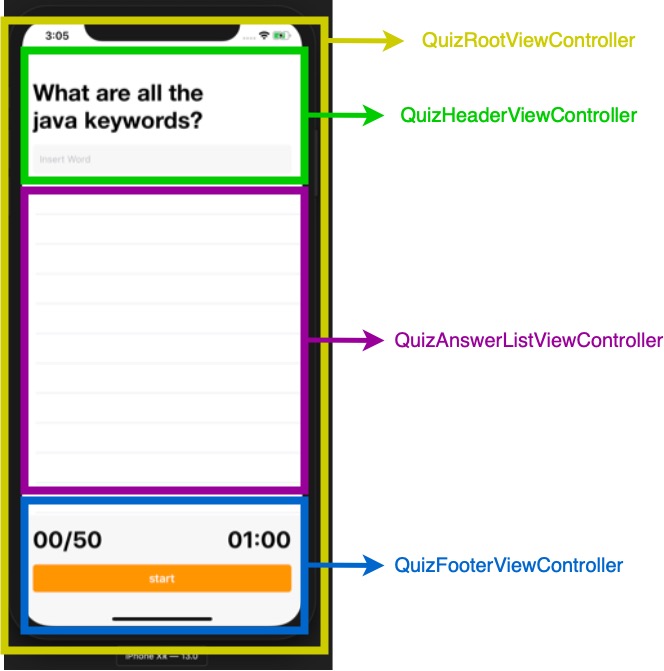 3:05
QuizRootViewController
What are all the
java keywords?
QuizHeaderViewController
Insert Word
QuizAnswerListViewController
00/50
01:00
QuizFooterViewController
start
iPhone XR — 13.0